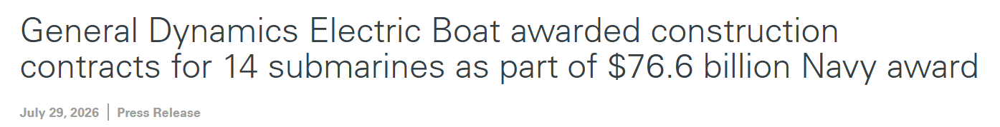 General Dynamics Electric Boat awarded construction
contracts for 14 submarines as part of $76.6 billion Navy award
July 29, 2026 | Press Release